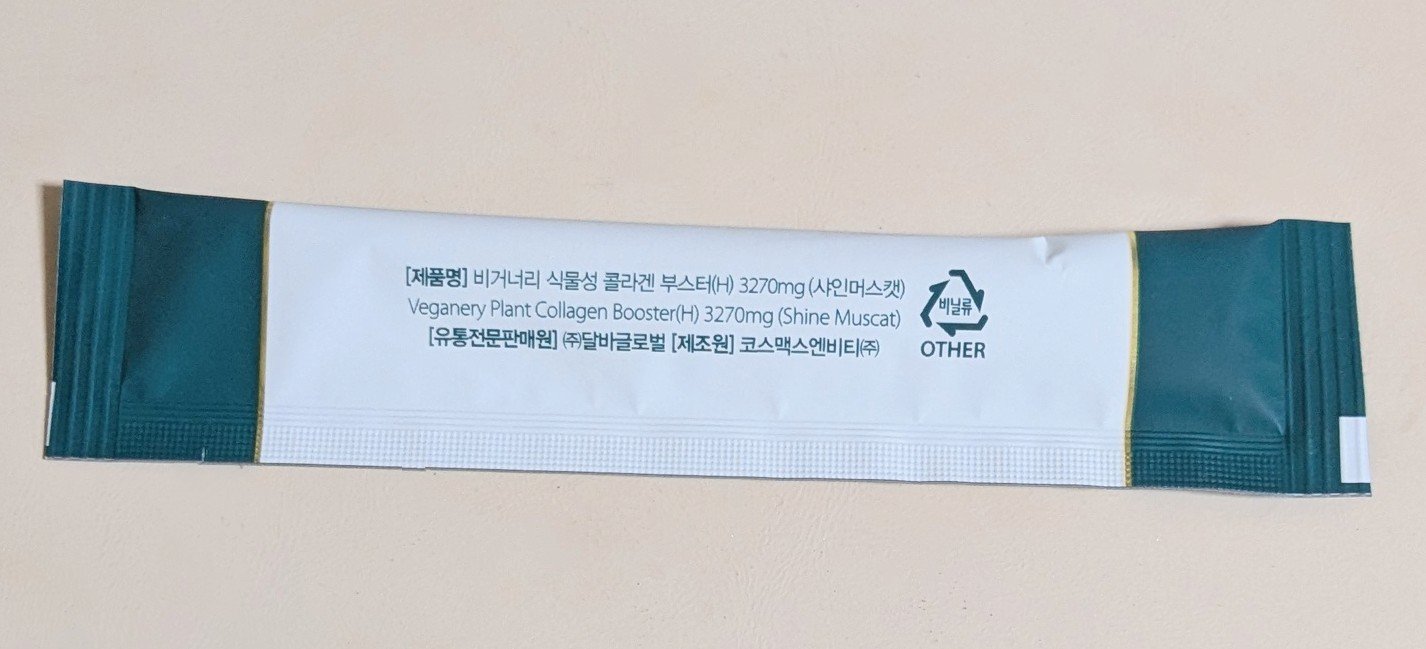 [제품명] 비거너리 식물성 콜라겐 부스터(H) 3270mg (샤인머스캣)
Veganery Plant Collagen Booster(H) 3270mg (Shine Muscat)
[유통전문판매원] ㈜달바글로벌 [제조원] 코스맥스엔비티㈜
비닐류
OTHER